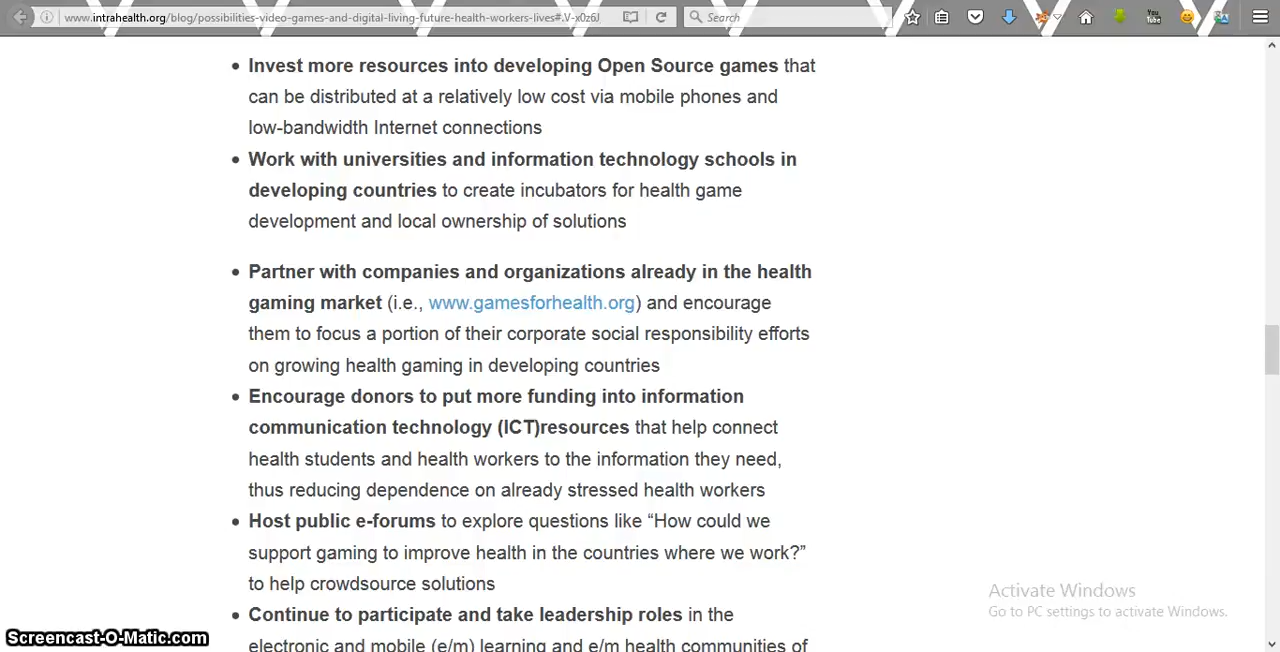 www.intrahealth.org/blog/possibilities-video-games-and-digital-living-future-health-workers-lives#.V-x0z6J
Search
You
Tube
Invest more resources into developing Open Source games that
can be distributed at a relatively low cost via mobile phones and
low-bandwidth Internet connections
Work with universities and information technology schools in
developing countries to create incubators for health game
development and local ownership of solutions
Partner with companies and organizations already in the health
gaming market (i.e., www.gamesforhealth.org) and encourage
them to focus a portion of their corporate social responsibility efforts
on growing health gaming in developing countries
Encourage donors to put more funding into information
communication technology (ICT)resources that help connect
health students and health workers to the information they need,
thus reducing dependence on already stressed health workers
Host public e-forums to explore questions like “How could we
support gaming to improve health in the countries where we work?”
to help crowdsource solutions
Continue to participate and take leadership roles in the
electronic and mobile (e/m) learning and e/m health communities of
Activate Windows
Go to PC settings to activate Windows.
Screencast-O-Matic.com